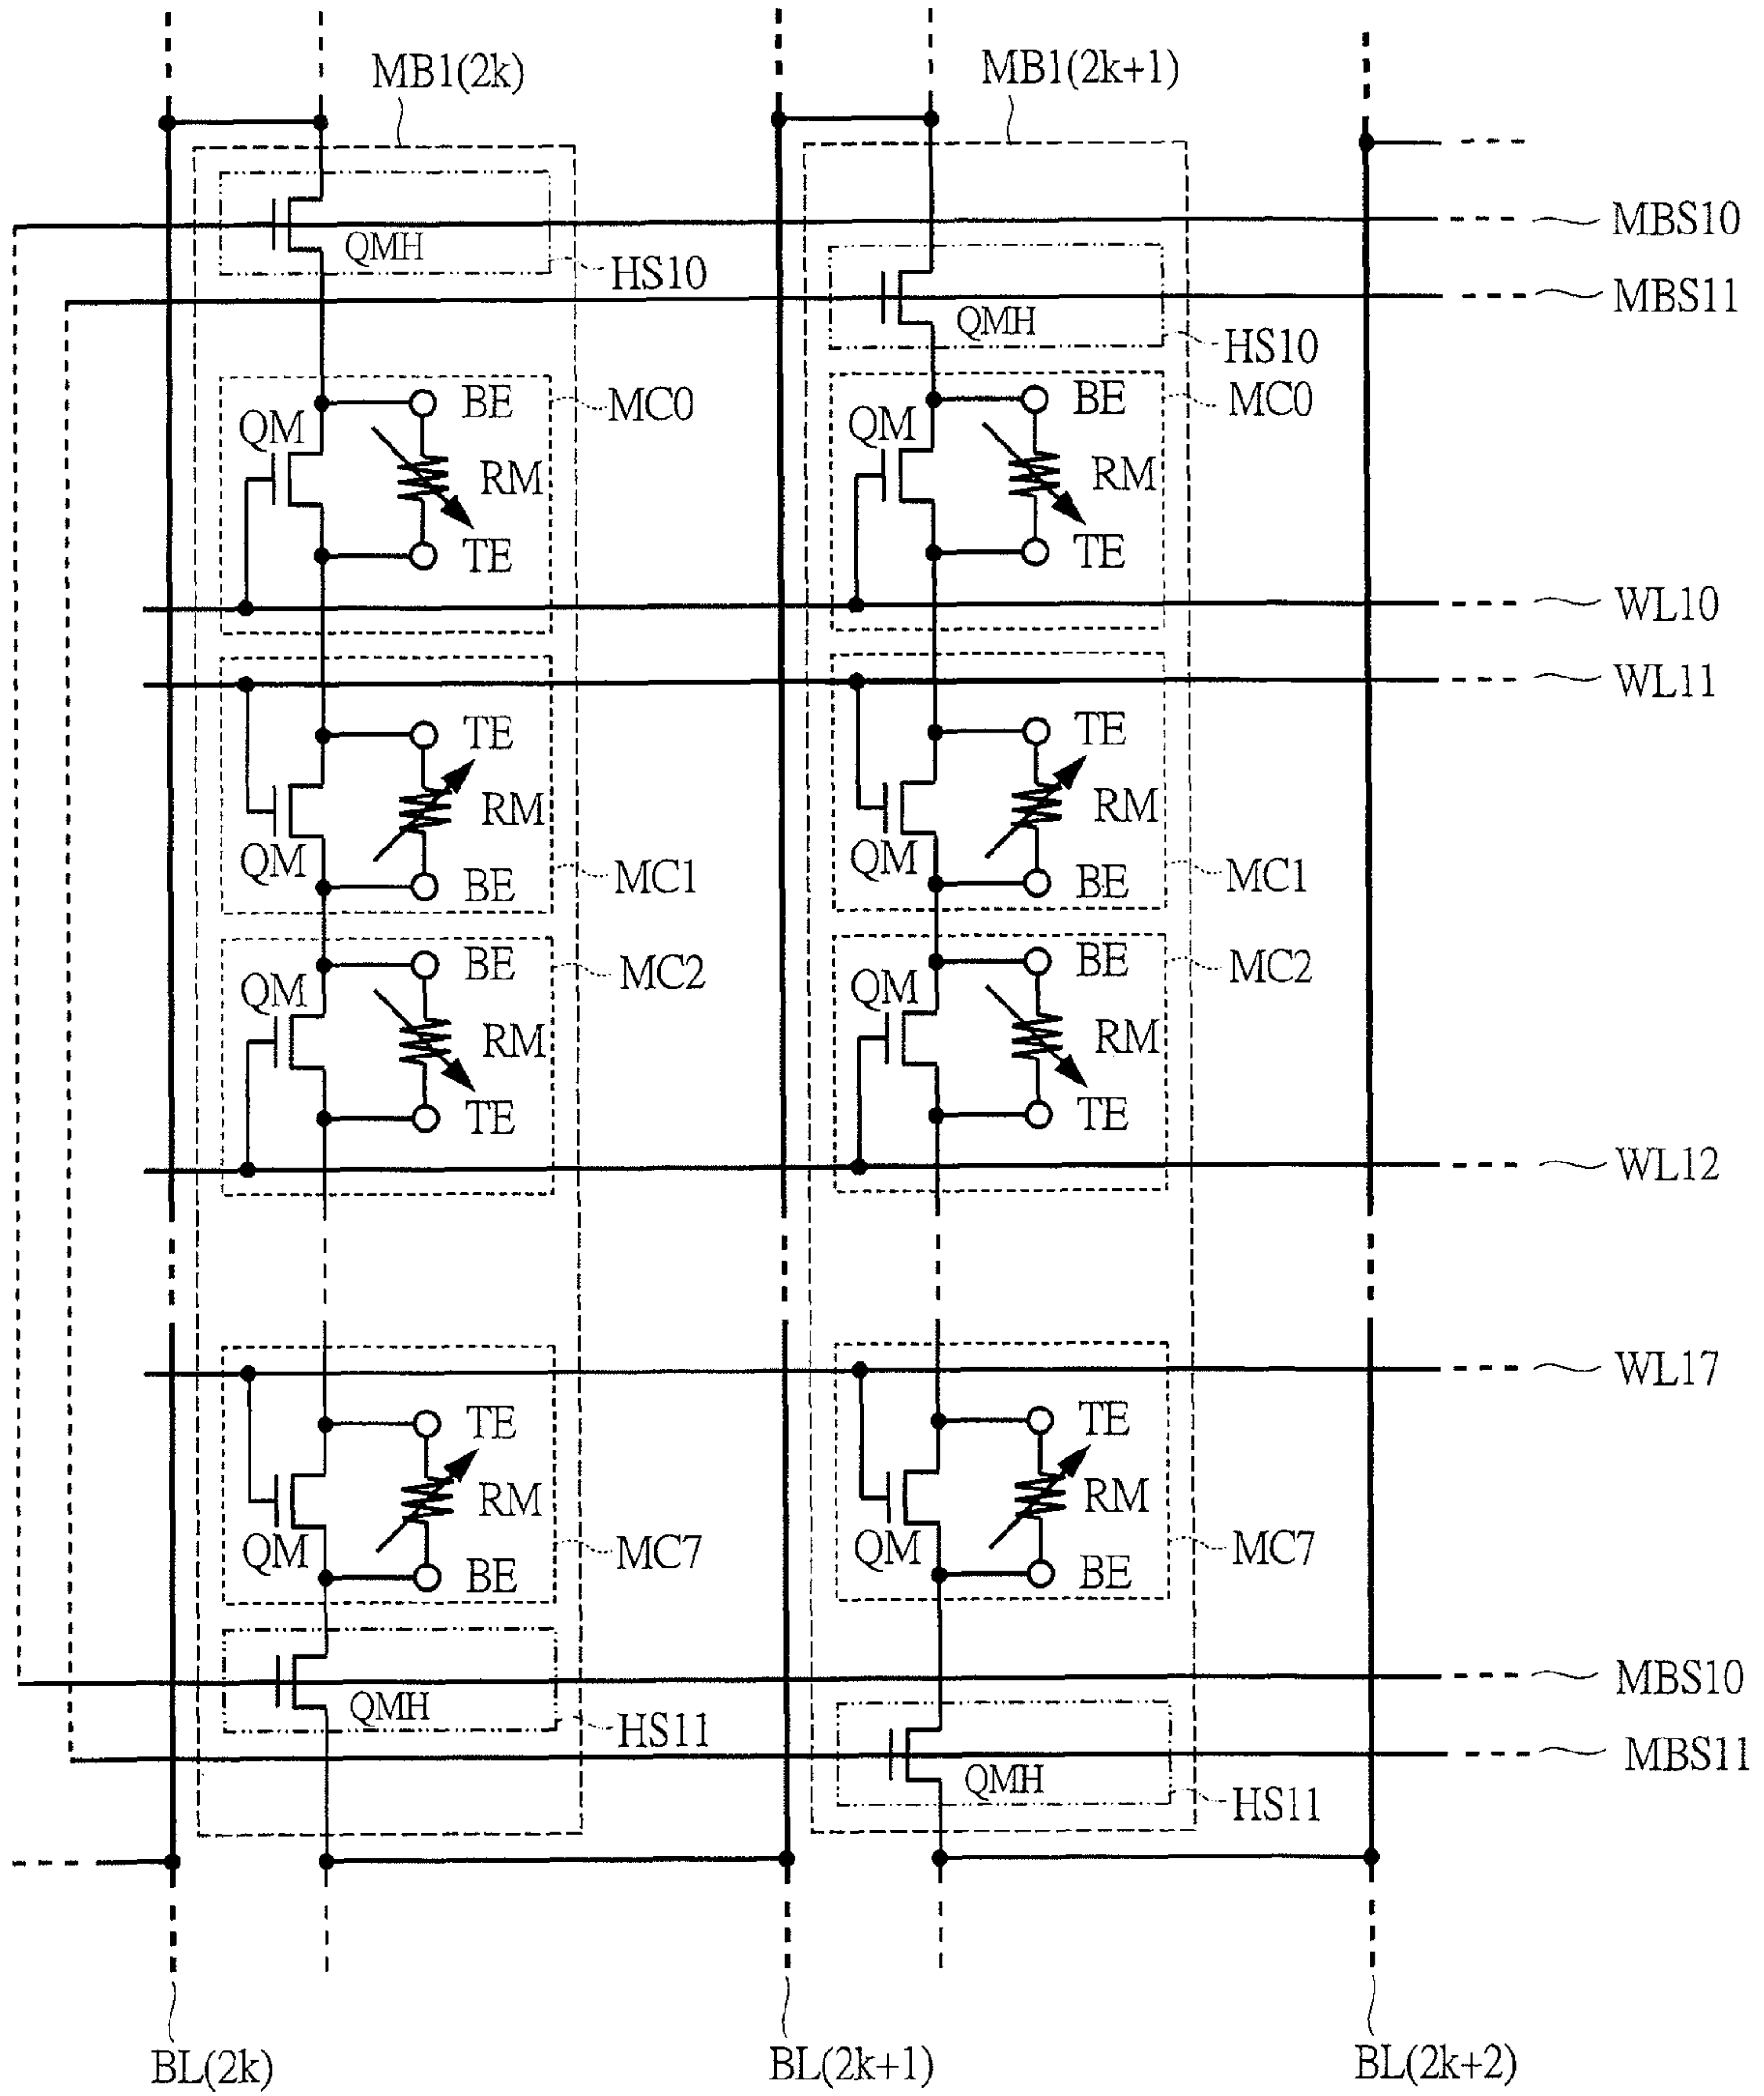 MB1(2k)
MB1(2k+1)
MBS10
QMH
HS10
MBS11
QMH
HS10
BE
MC0
BE
MC0
QM
QM
RM
RM
TE
TE
WL10
WL11
TE
TE
RM
RM
QM
QM
MC1
MC1
BE
BE
BE
MC2
BE
MC2
QM
QM
RM
RM
TE
TE
WL12
WL17
TE
TE
RM
RM
QM
MC7
QM
MC7
BE
BE
MBS10
QMH
HS11
MBS11
QMH
HS11
BL(2k)
BL(2k+1)
BL(2k+2)